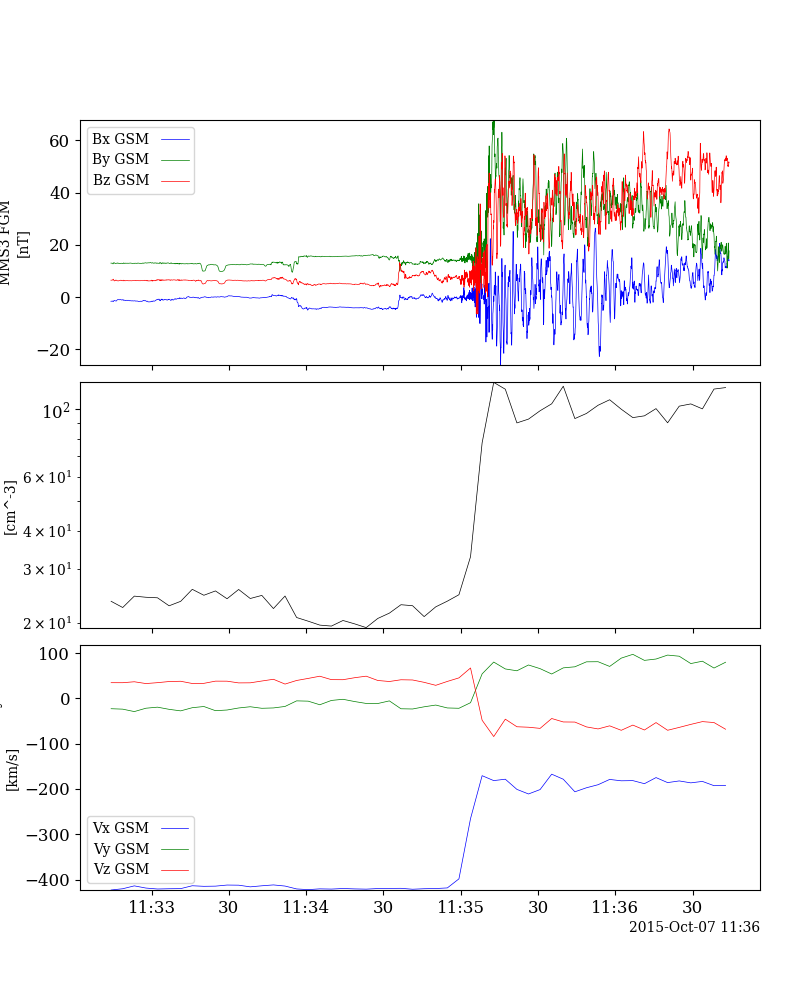 Bx GSM
By GSM
Bz GSM
60
40
20
0
−20
MMS3 FGM
[nT]
10²
6 × 10¹
4 × 10¹
3 × 10¹
2 × 10¹
[cm^-3]
100
0
−100
−200
−300
−400
[km/s]
Vx GSM
Vy GSM
Vz GSM
11:33 30 11:34 30 11:35 30 11:36 30
2015-Oct-07 11:36